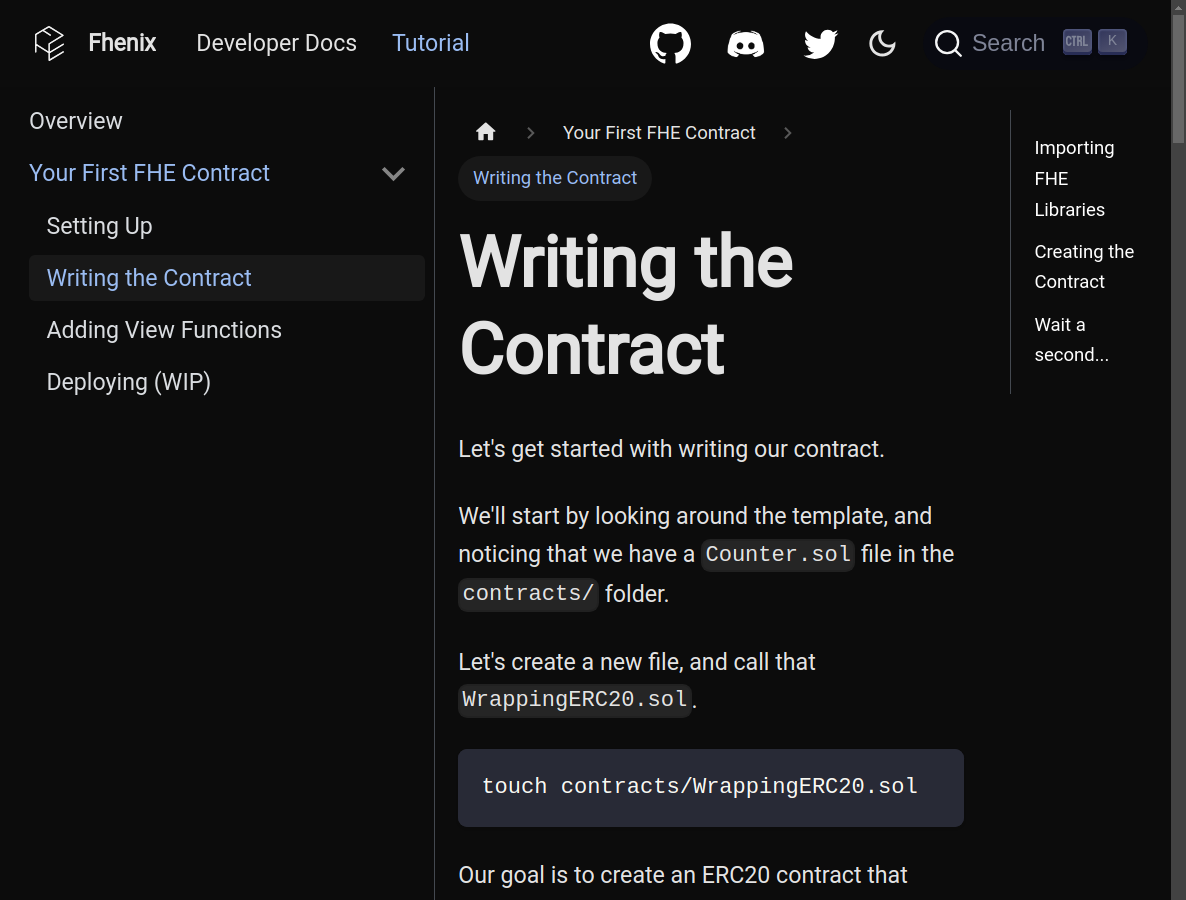 Fhenix
Developer Docs
Tutorial
Search
CTRL
K
Overview
Your First FHE Contract
Setting Up
Writing the Contract
Adding View Functions
Deploying (WIP)
Your First FHE Contract
Writing the Contract
Writing the
Contract
Let's get started with writing our contract.
We'll start by looking around the template, and
noticing that we have a Counter.sol file in the
contracts/ folder.
Let's create a new file, and call that
WrappingERC20.sol.
touch contracts/WrappingERC20.sol
Our goal is to create an ERC20 contract that
Importing
FHE
Libraries
Creating the
Contract
Wait a
second...